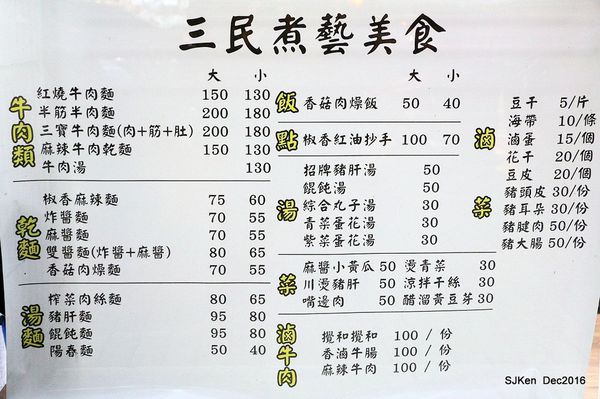 三民煮藝美食
大 小
牛肉類
紅燒牛肉麵 150 130
半筋半肉麵 200 180
三寶牛肉麵(肉+筋+肚) 200 180
麻辣牛肉乾麵 150 130
牛肉湯 130
乾麵
椒香麻辣麵 75 60
炸醬麵 70 55
麻醬麵 70 55
雙醬麵(炸醬+麻醬) 80 65
香菇肉燥麵 70 55
湯麵
榨菜肉絲麵 80 65
豬肝麵 95 80
餛飩麵 95 80
陽春麵 50 40
大 小
飯
香菇肉燥飯 50 40
點
椒香紅油抄手 100 70
湯
招牌豬肝湯 50
餛飩湯 50
綜合丸子湯 30
青菜蛋花湯 30
紫菜蛋花湯 30
菜
麻醬小黃瓜 50 燙青菜 30
川燙豬肝 50 涼拌干絲 30
嘴邊肉 50 醋溜黃豆芽 30
滷牛肉
攪和攪和 100 / 份
香滷牛腸 100 / 份
麻辣牛肉 100 / 份
滷菜
豆干 5/片
海帶 10/條
滷蛋 15/個
花干 20/個
豆皮 20/個
豬頭皮 30/份
豬耳朵 30/份
豬腱肉 50/份
豬大腸 50/份
SJKen Dec2016